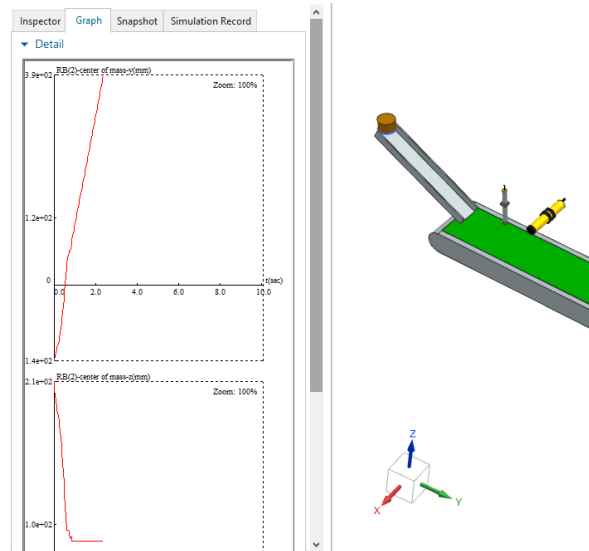 Inspector Graph Snapshot Simulation Record
Detail
3.9e+02 RB(2)-center of mass-y(mm)
Zoom: 100%
1.2e+02
0 t(sec)
0.0 2.0 4.0 6.0 8.0 10.0
1.4e+02
2.1e+02 RB(2)-center of mass-z(mm)
Zoom: 100%
1.0e+02
Z
X Y